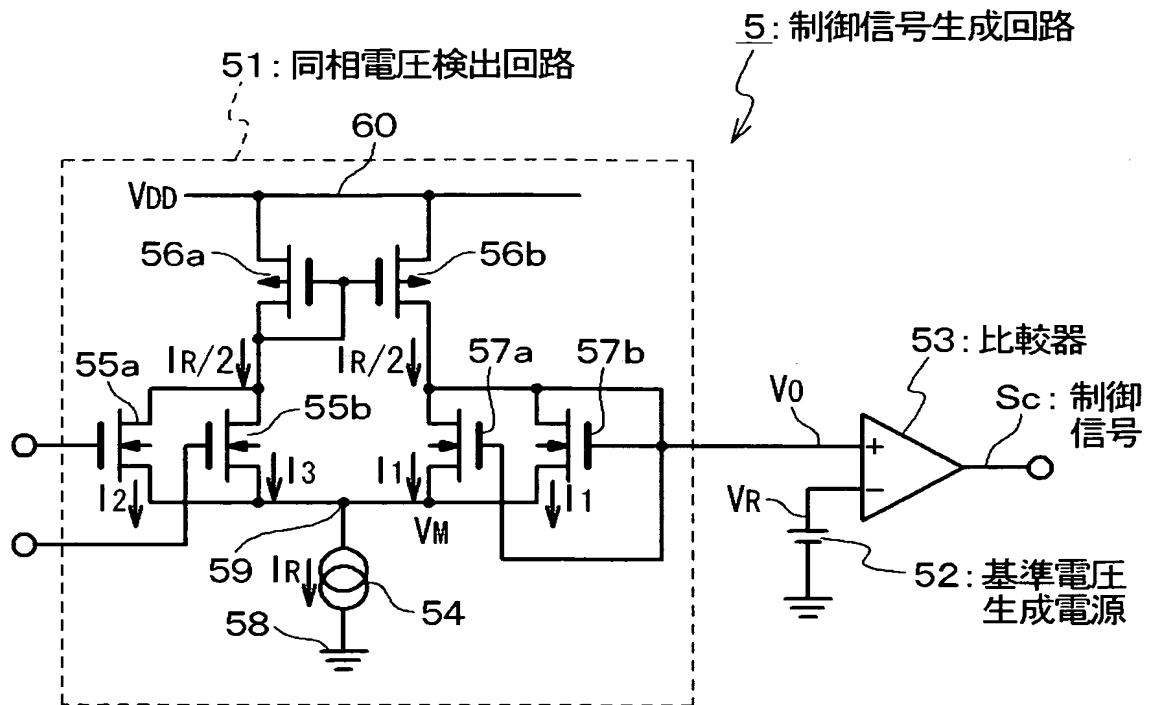 5：制御信号生成回路
51：同相電圧検出回路
60
VDD
56a
56b
IR/2
IR/2
57a
57b
55a
55b
53：比較器
VO
Sc：制御
信号
+
−
I2
I3
I1
I1
VR
VM
59
IR
54
52：基準電圧
生成電源
58